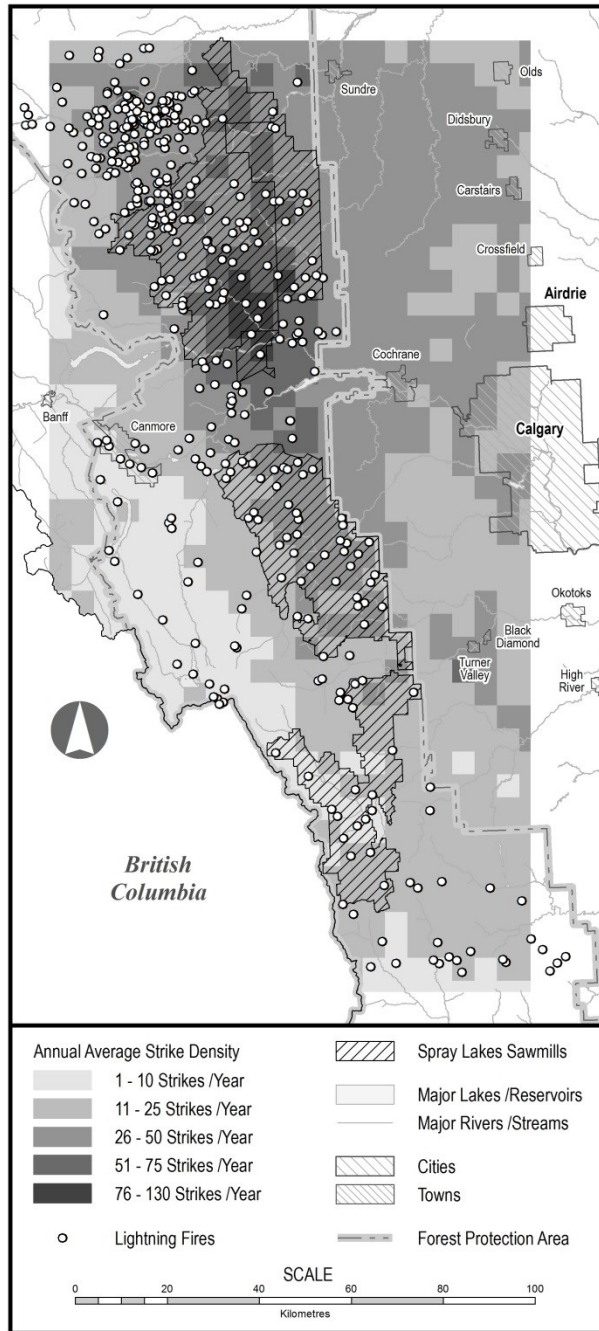 Sundre
Olds
Didsbury
Carstairs
Crossfield
Airdrie
Cochrane
Banff
Canmore
Calgary
Okotoks
Black
Diamond
Turner
Valley
High
River
British
Columbia
Annual Average Strike Density
1 - 10 Strikes /Year
11 - 25 Strikes /Year
26 - 50 Strikes /Year
51 - 75 Strikes /Year
76 - 130 Strikes /Year
Lightning Fires
Spray Lakes Sawmills
Major Lakes /Reservoirs
Major Rivers /Streams
Cities
Towns
Forest Protection Area
SCALE
0 20 40 60 80 100
Kilometres